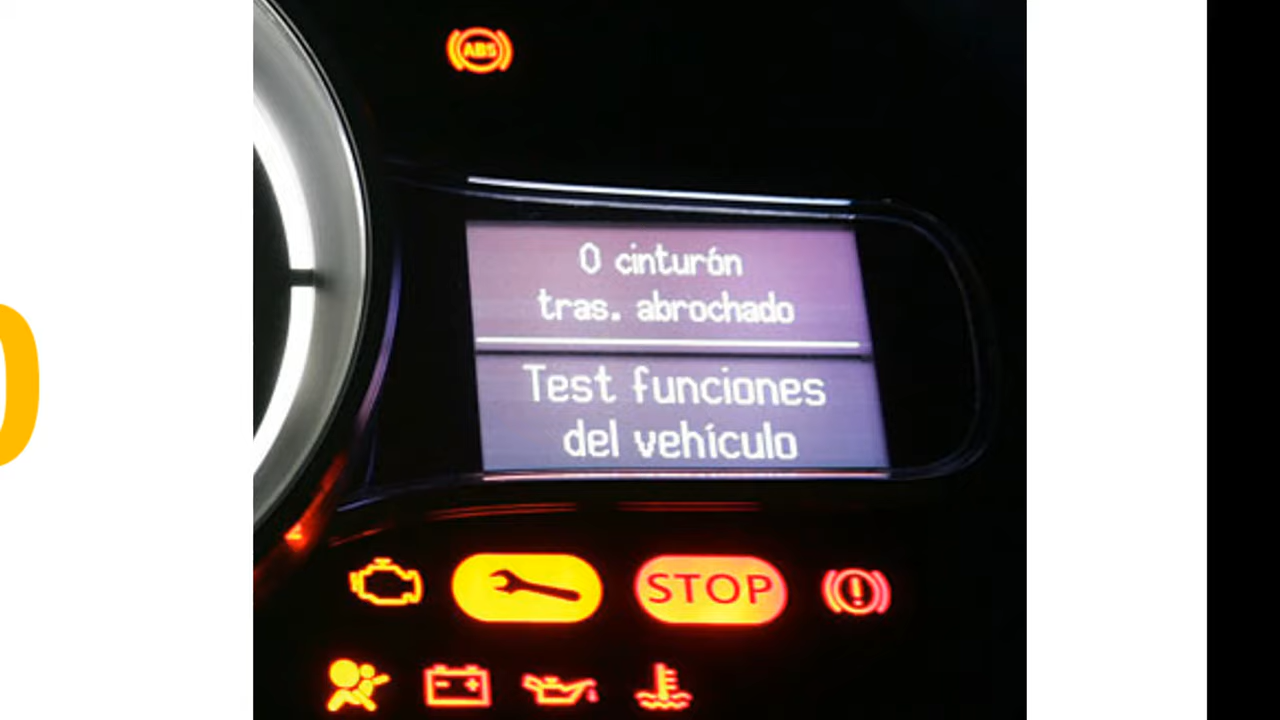 ABS
0 cinturón
tras. abrochado
Test funciones
del vehículo
STOP